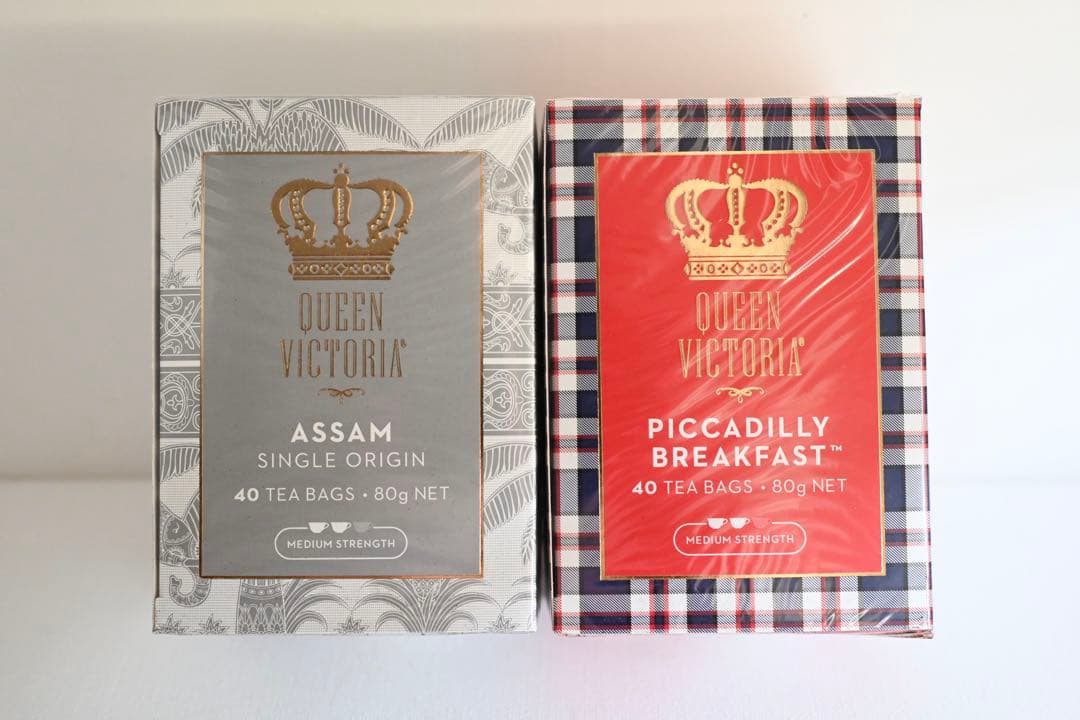 QUEEN
VICTORIA®
ASSAM
SINGLE ORIGIN
40 TEA BAGS • 80g NET
MEDIUM STRENGTH
QUEEN
VICTORIA®
PICCADILLY
BREAKFAST™
40 TEA BAGS • 80g NET
MEDIUM STRENGTH